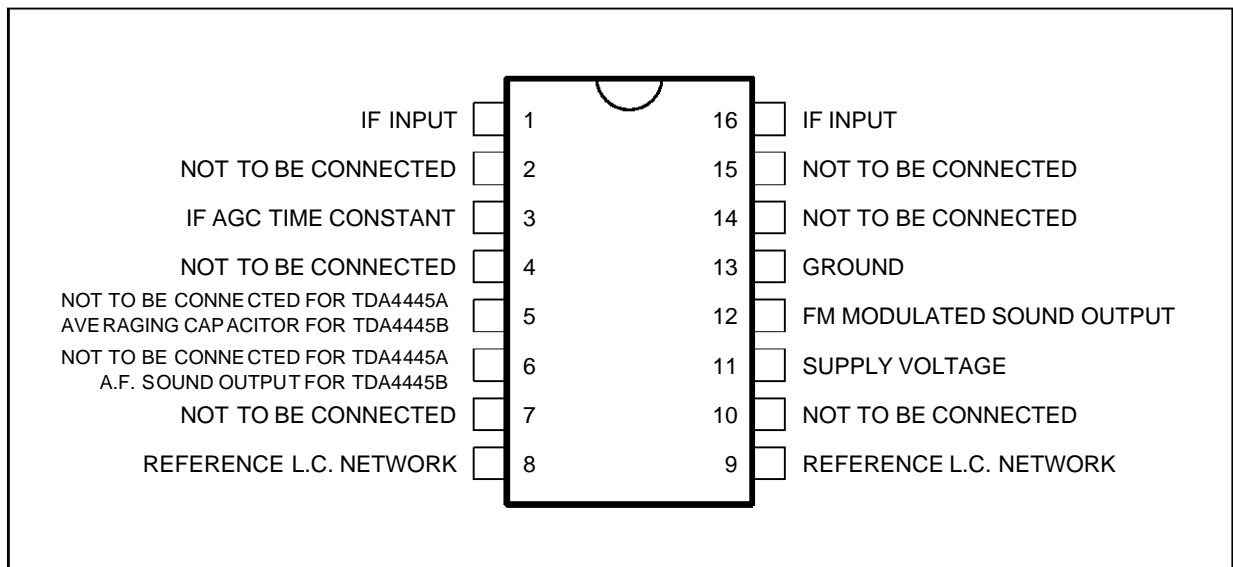 IF INPUT 1 16 IF INPUT
NOT TO BE CONNECTED 2 15 NOT TO BE CONNECTED
IF AGC TIME CONSTANT 3 14 NOT TO BE CONNECTED
NOT TO BE CONNECTED 4 13 GROUND
NOT TO BE CONNECTED FOR TDA4445A
AVERAGING CAPACITOR FOR TDA4445B 5 12 FM MODULATED SOUND OUTPUT
NOT TO BE CONNECTED FOR TDA4445A
A.F. SOUND OUTPUT FOR TDA4445B 6 11 SUPPLY VOLTAGE
NOT TO BE CONNECTED 7 10 NOT TO BE CONNECTED
REFERENCE L.C. NETWORK 8 9 REFERENCE L.C. NETWORK